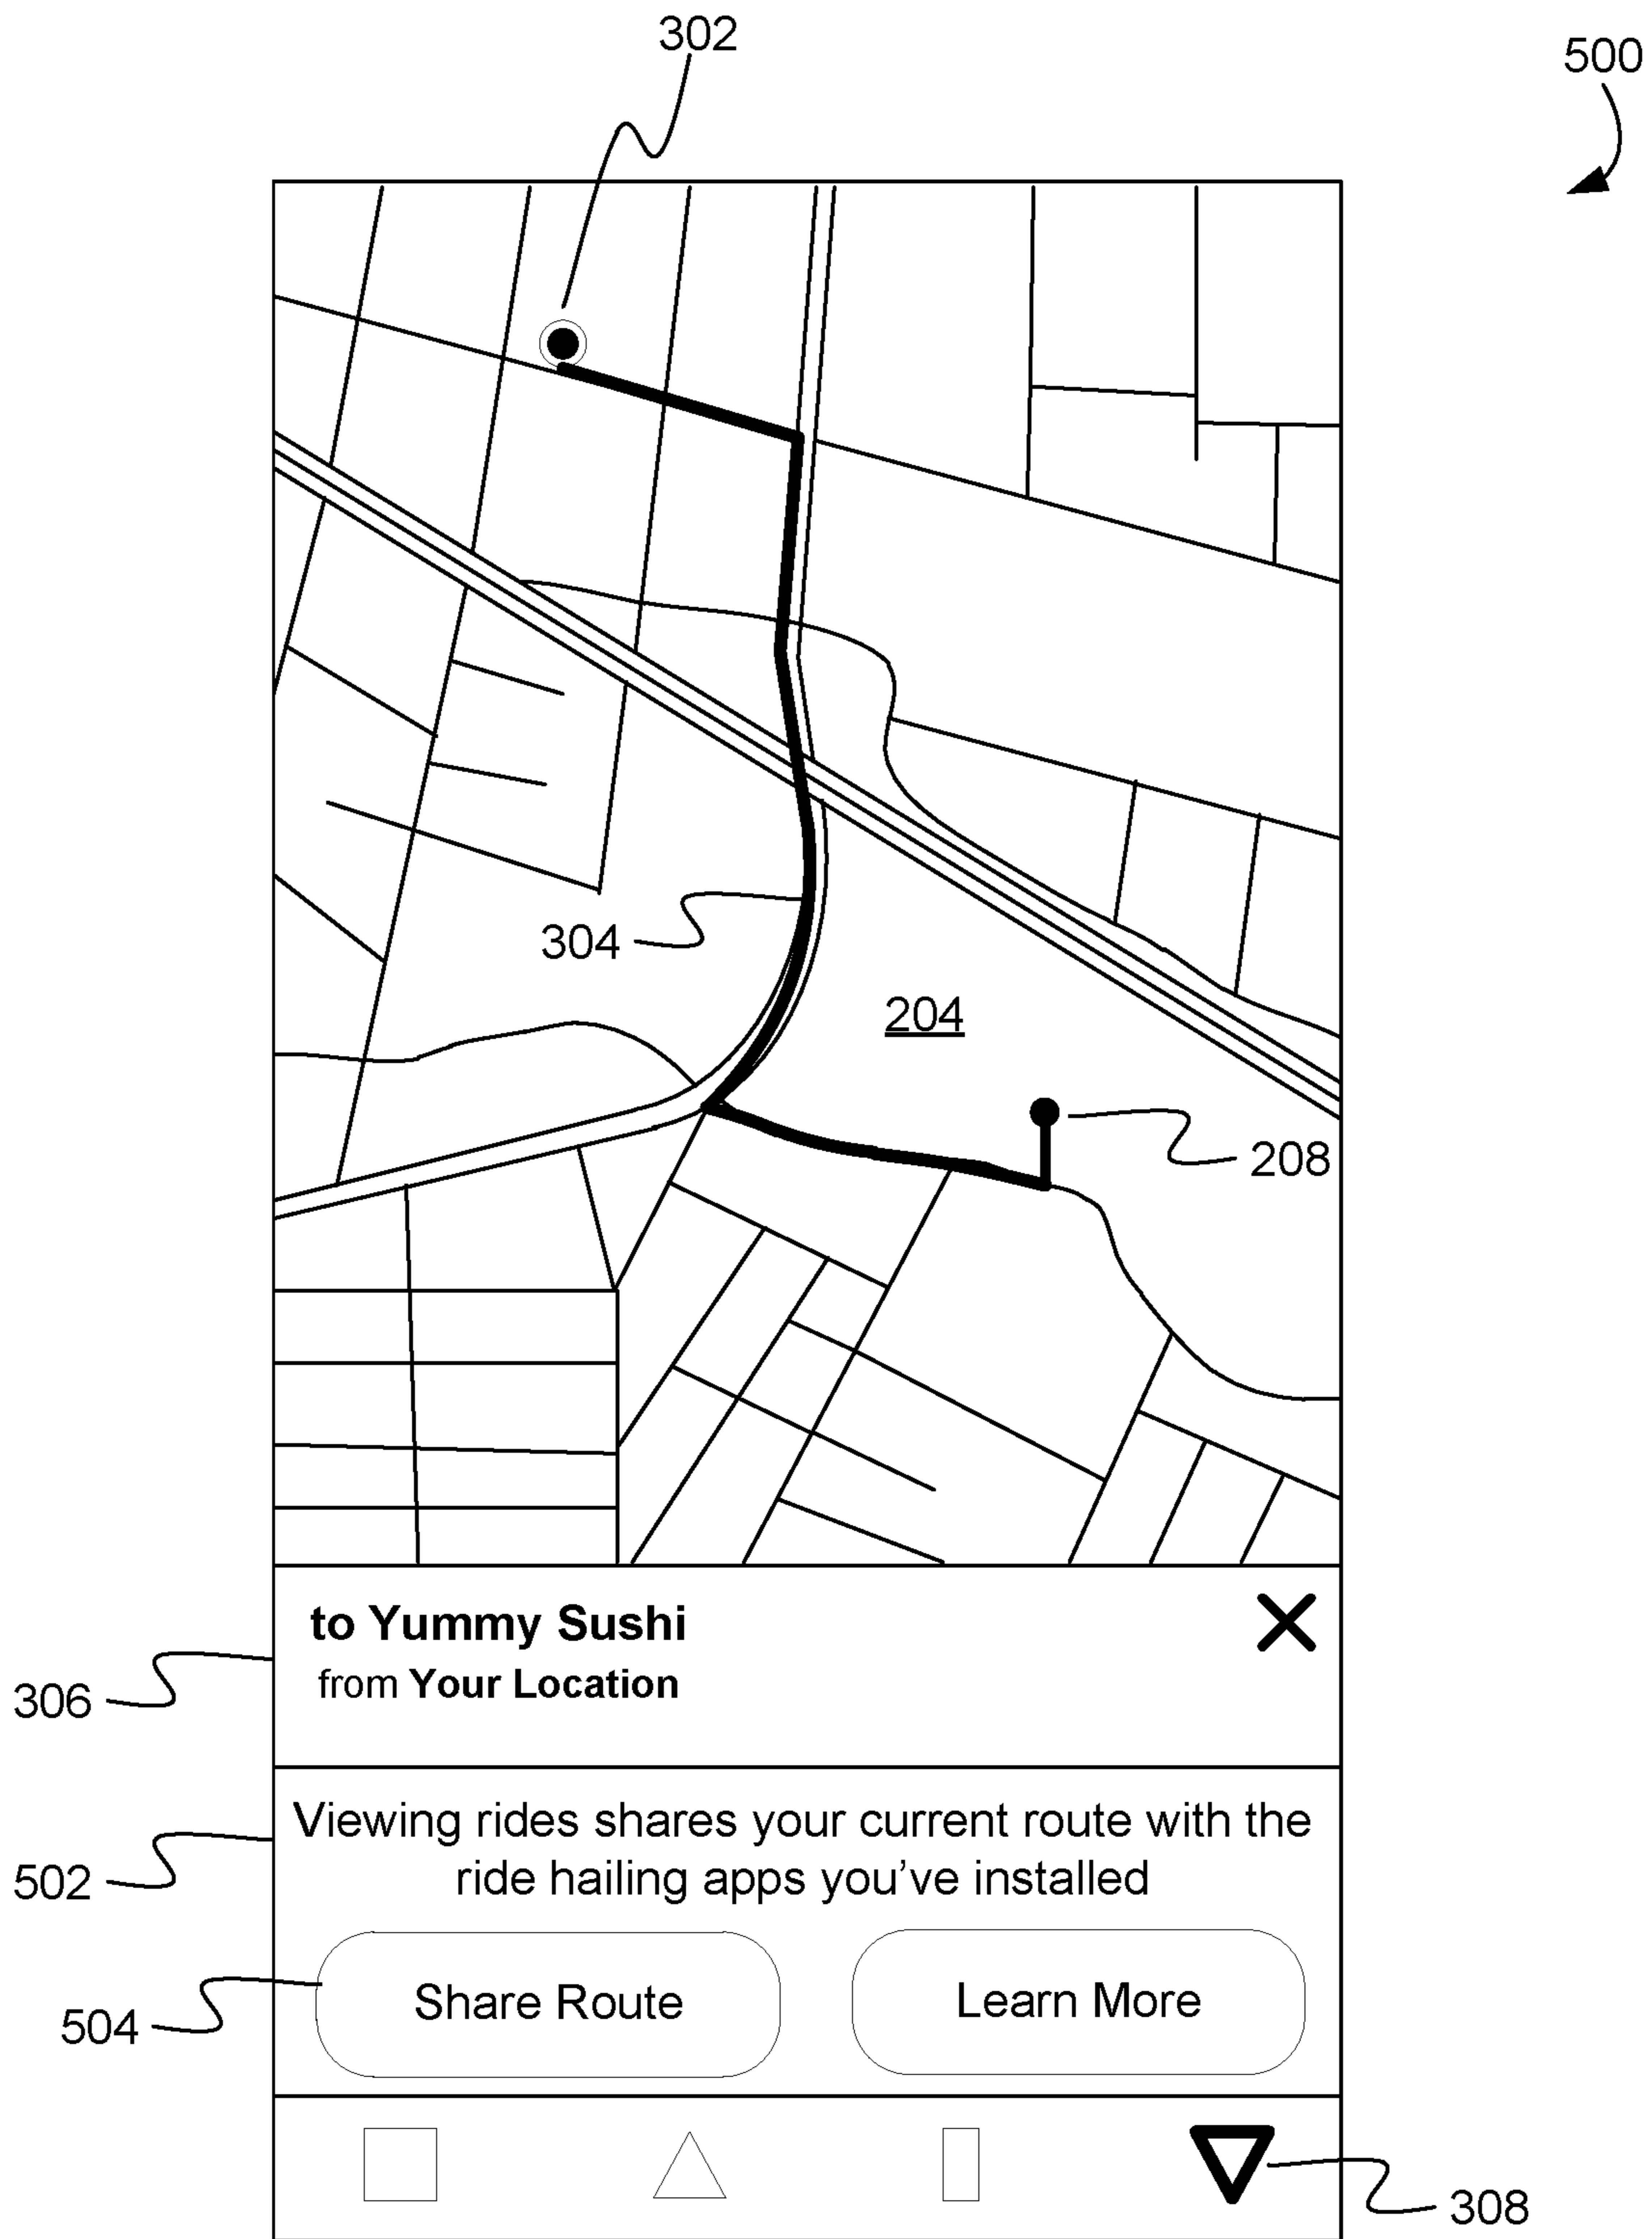 302
500
304
204
208
to Yummy Sushi
from Your Location
306
Viewing rides shares your current route with the
ride hailing apps you've installed
502
Share Route
Learn More
504
308